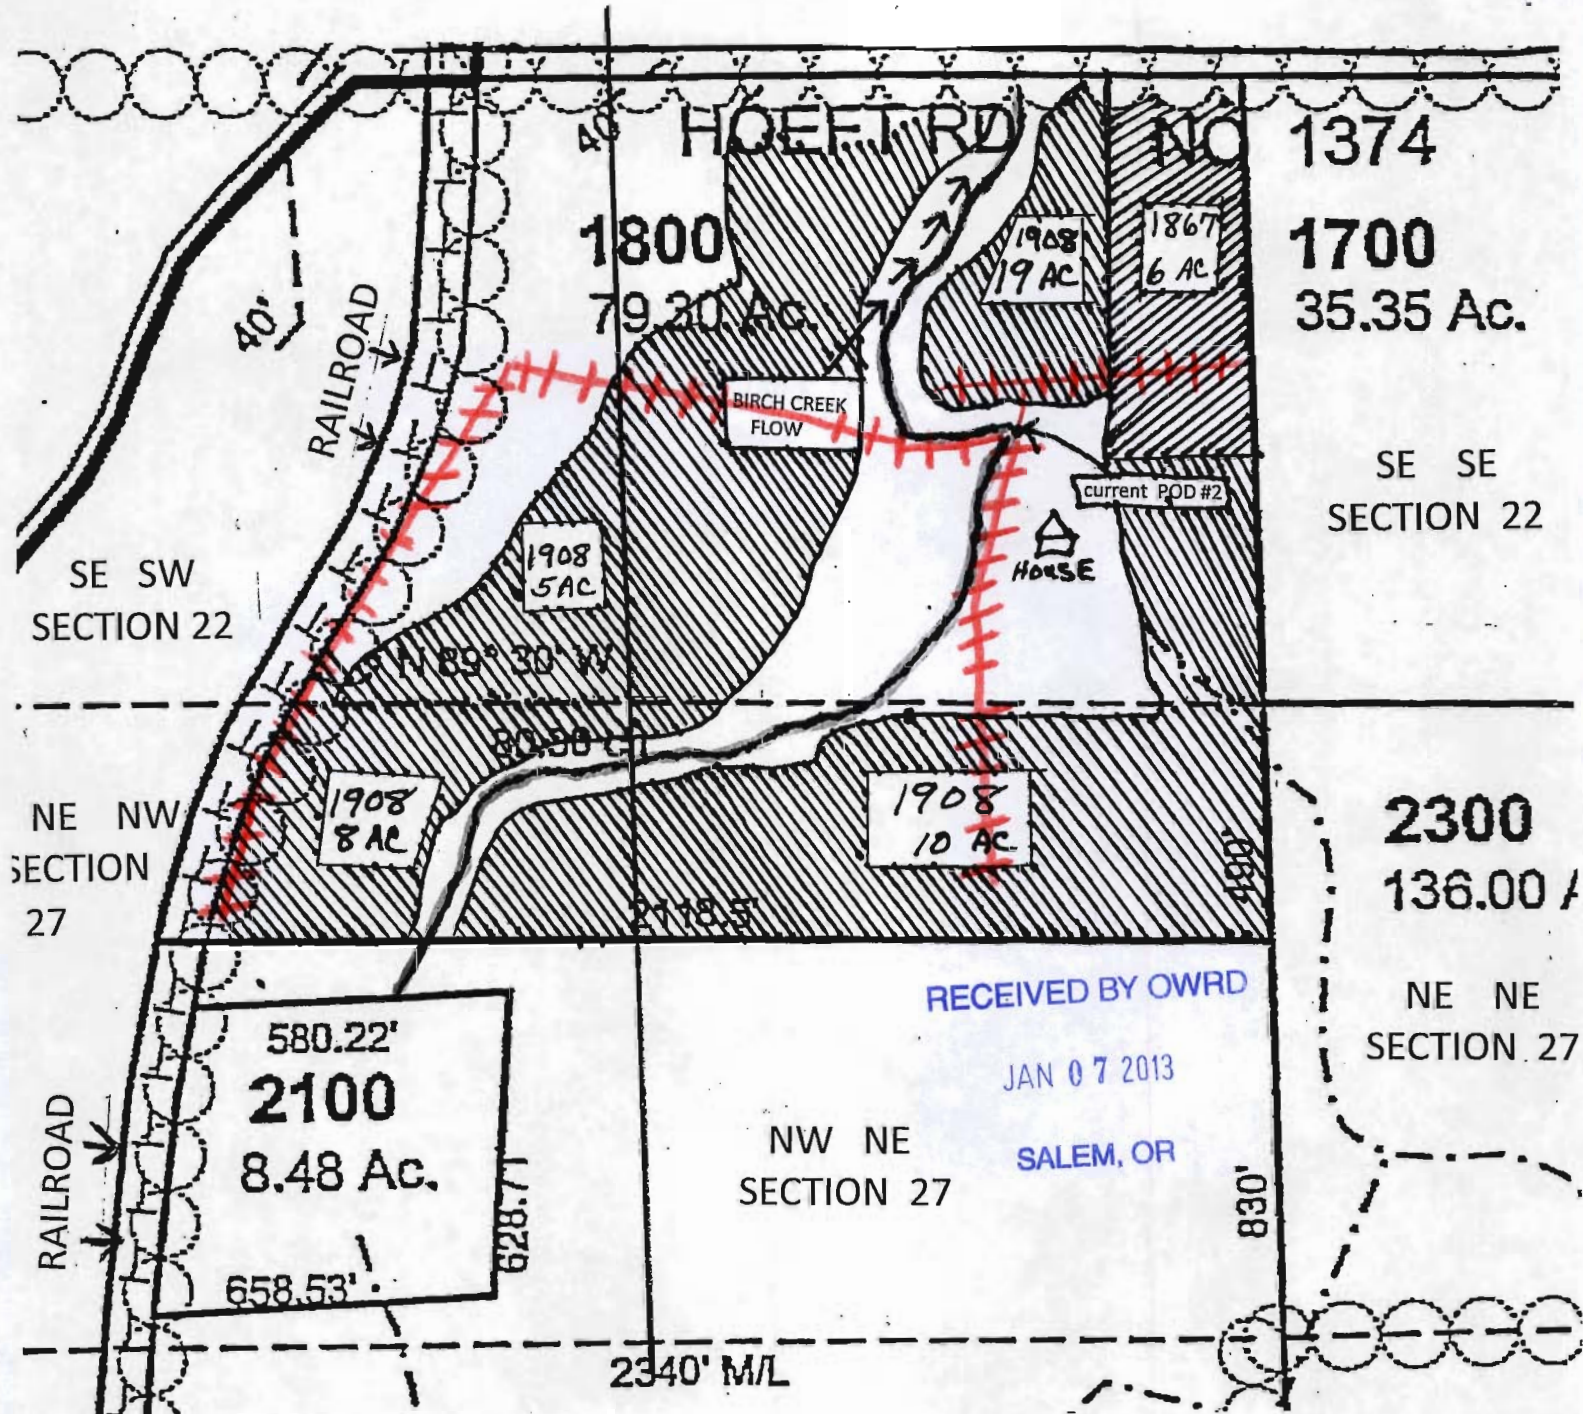 HOEFT RD NO 1374
40'
1800
79.30 Ac.
1908
19 AC
1867
6 AC
1700
35.35 Ac.
40'
RAILROAD
BIRCH CREEK
FLOW
SE SE
SECTION 22
current POD #2
HOUSE
1908
5AC
SE SW
SECTION 22
N 89° 30' W
80.30 Ch
1908
8 AC
1908
10 AC
NE NW
SECTION
27
2300
136.00 A
480'
2118.5'
RECEIVED BY OWRD
JAN 07 2013
SALEM, OR
NE NE
SECTION 27
580.22'
2100
8.48 Ac.
628.71
658.53'
RAILROAD
NW NE
SECTION 27
830'
2340' M/L